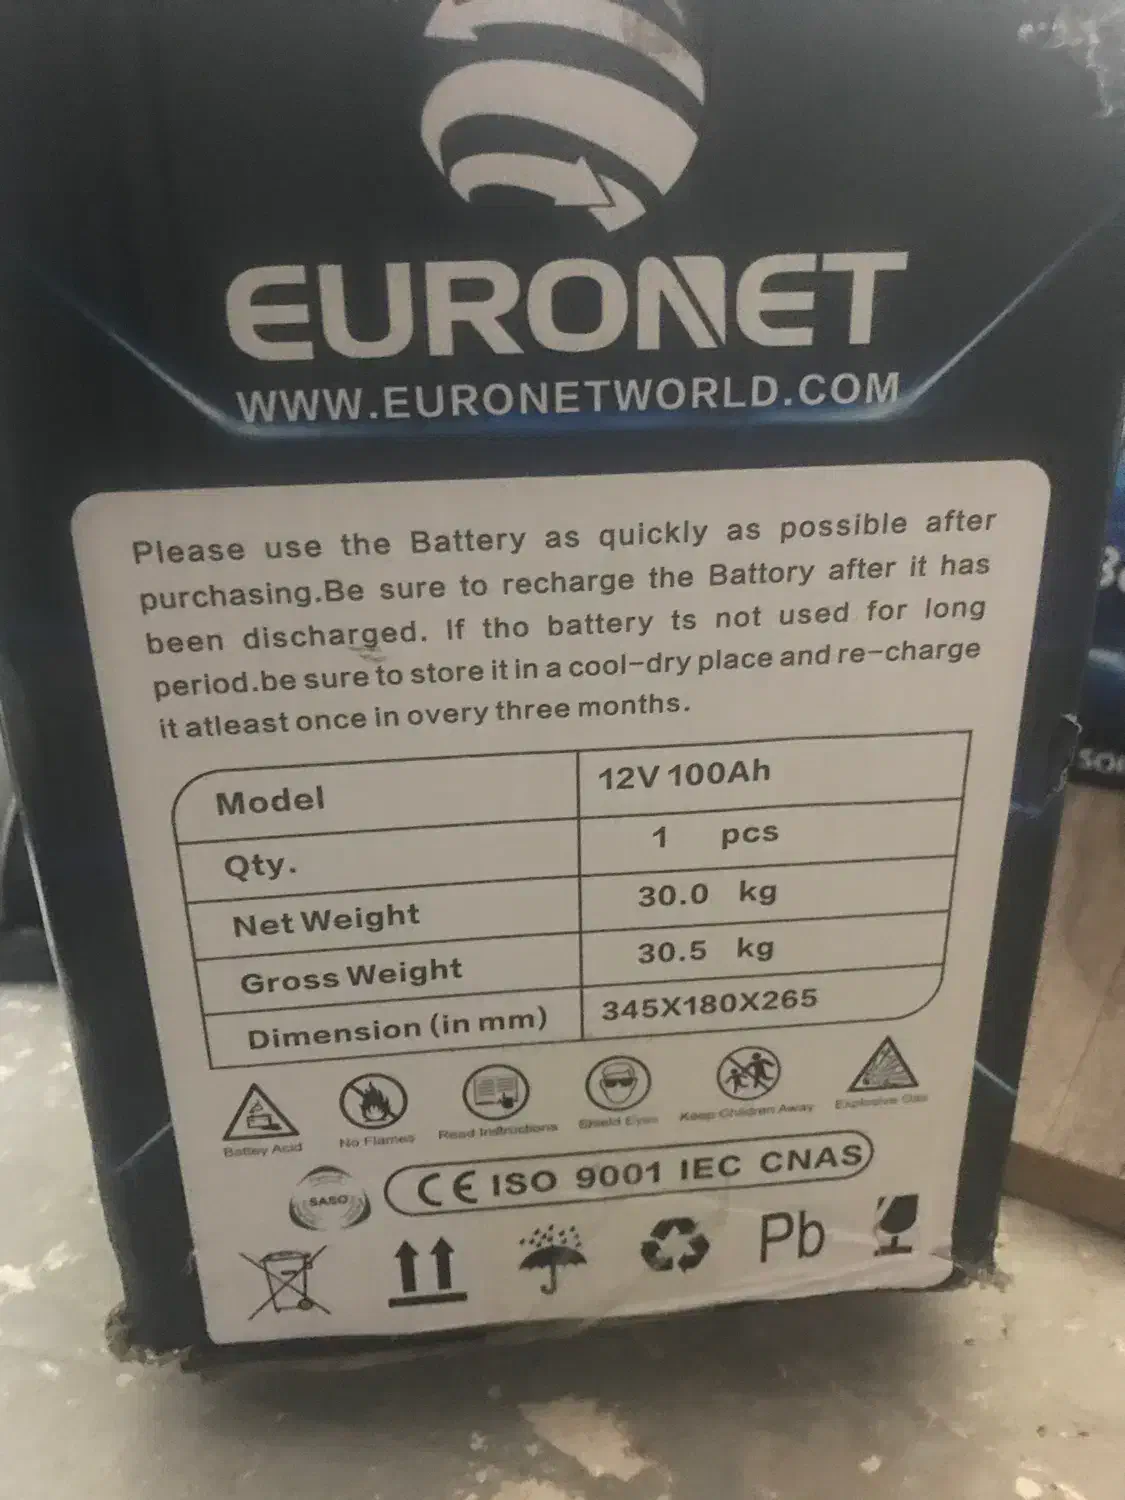 EURONET
WWW.EURONETWORLD.COM
Please use the Battery as quickly as possible after
purchasing.Be sure to recharge the Battory after it has
been discharged. If tho battery ts not used for long
period.be sure to store it in a cool-dry place and re-charge
it atleast once in overy three months.
Model 12V 100Ah
Qty. 1 pcs
Net Weight 30.0 kg
Gross Weight 30.5 kg
Dimension (in mm) 345X180X265
Battey Acid No Flames Read Instructions Shield Eyes Keep Children Away Explosive Gas
SASO CE ISO 9001 IEC CNAS
Pb